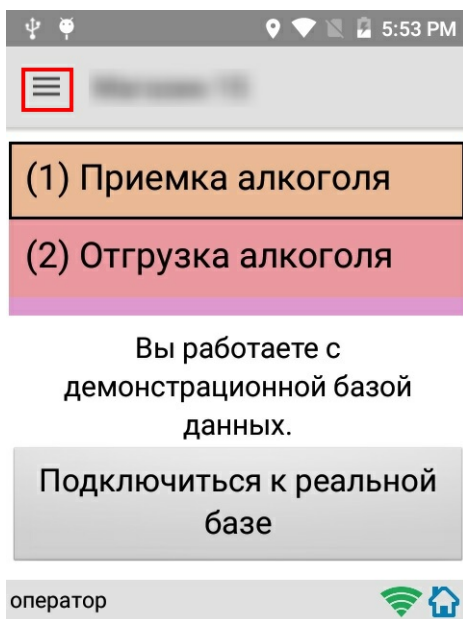 5:53 PM
(1) Приемка алкоголя
(2) Отгрузка алкоголя
Вы работаете с
демонстрационной базой
данных.
Подключиться к реальной
базе
оператор